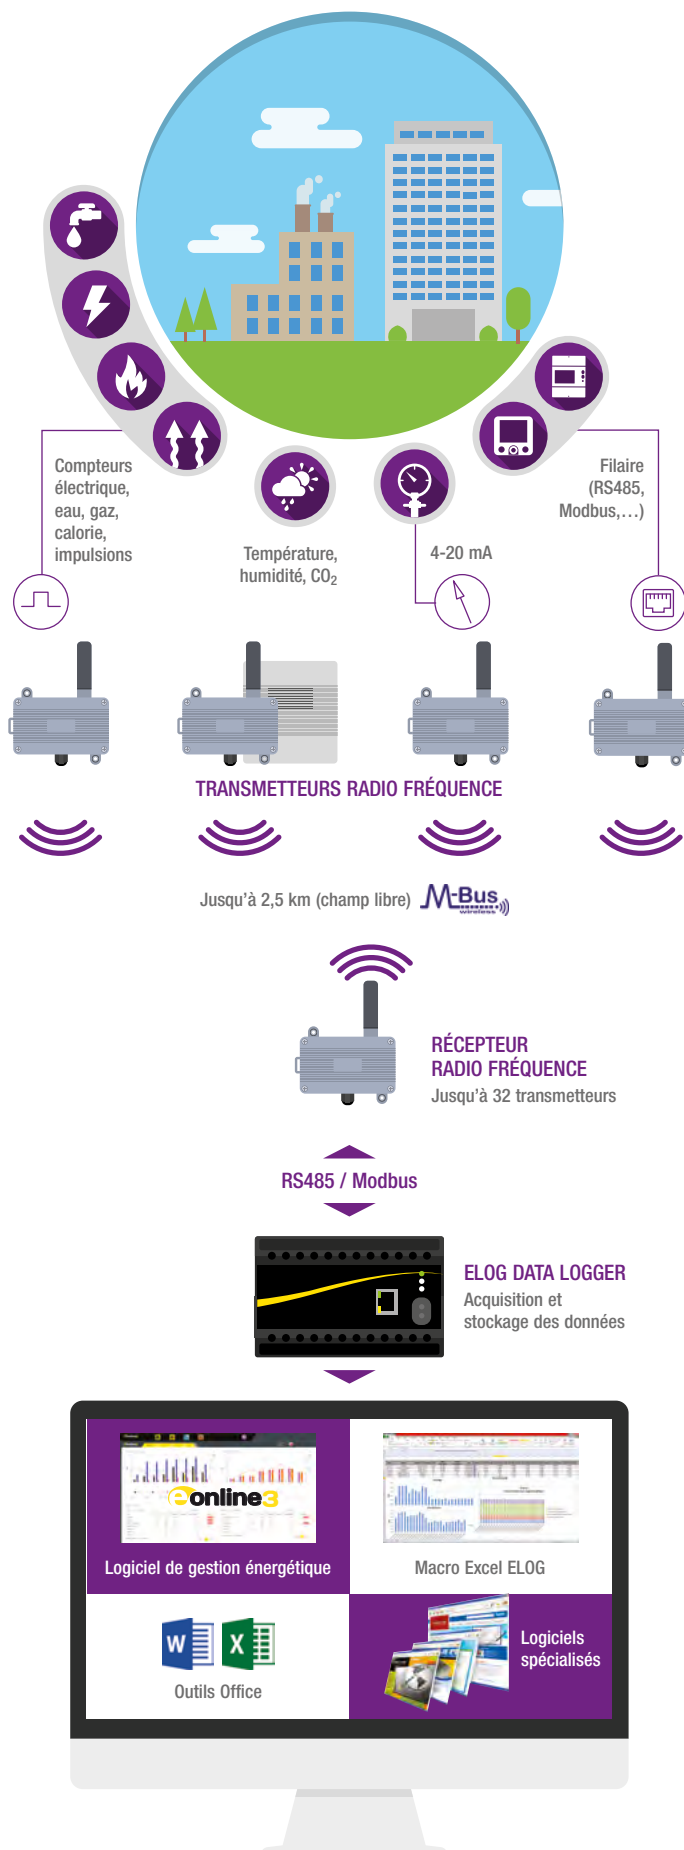 Compteurs
électrique,
eau, gaz,
calorie,
impulsions
Température,
humidité, CO₂
4-20 mA
Filaire
(RS485,
Modbus,...)
TRANSMETTEURS RADIO FRÉQUENCE
Jusqu'à 2,5 km (champ libre)
M-Bus
wireless
RÉCEPTEUR
RADIO FRÉQUENCE
Jusqu'à 32 transmetteurs
RS485 / Modbus
ELOG DATA LOGGER
Acquisition et
stockage des données
eonline3
Logiciel de gestion énergétique
Macro Excel ELOG
W
X
Outils Office
Logiciels
spécialisés